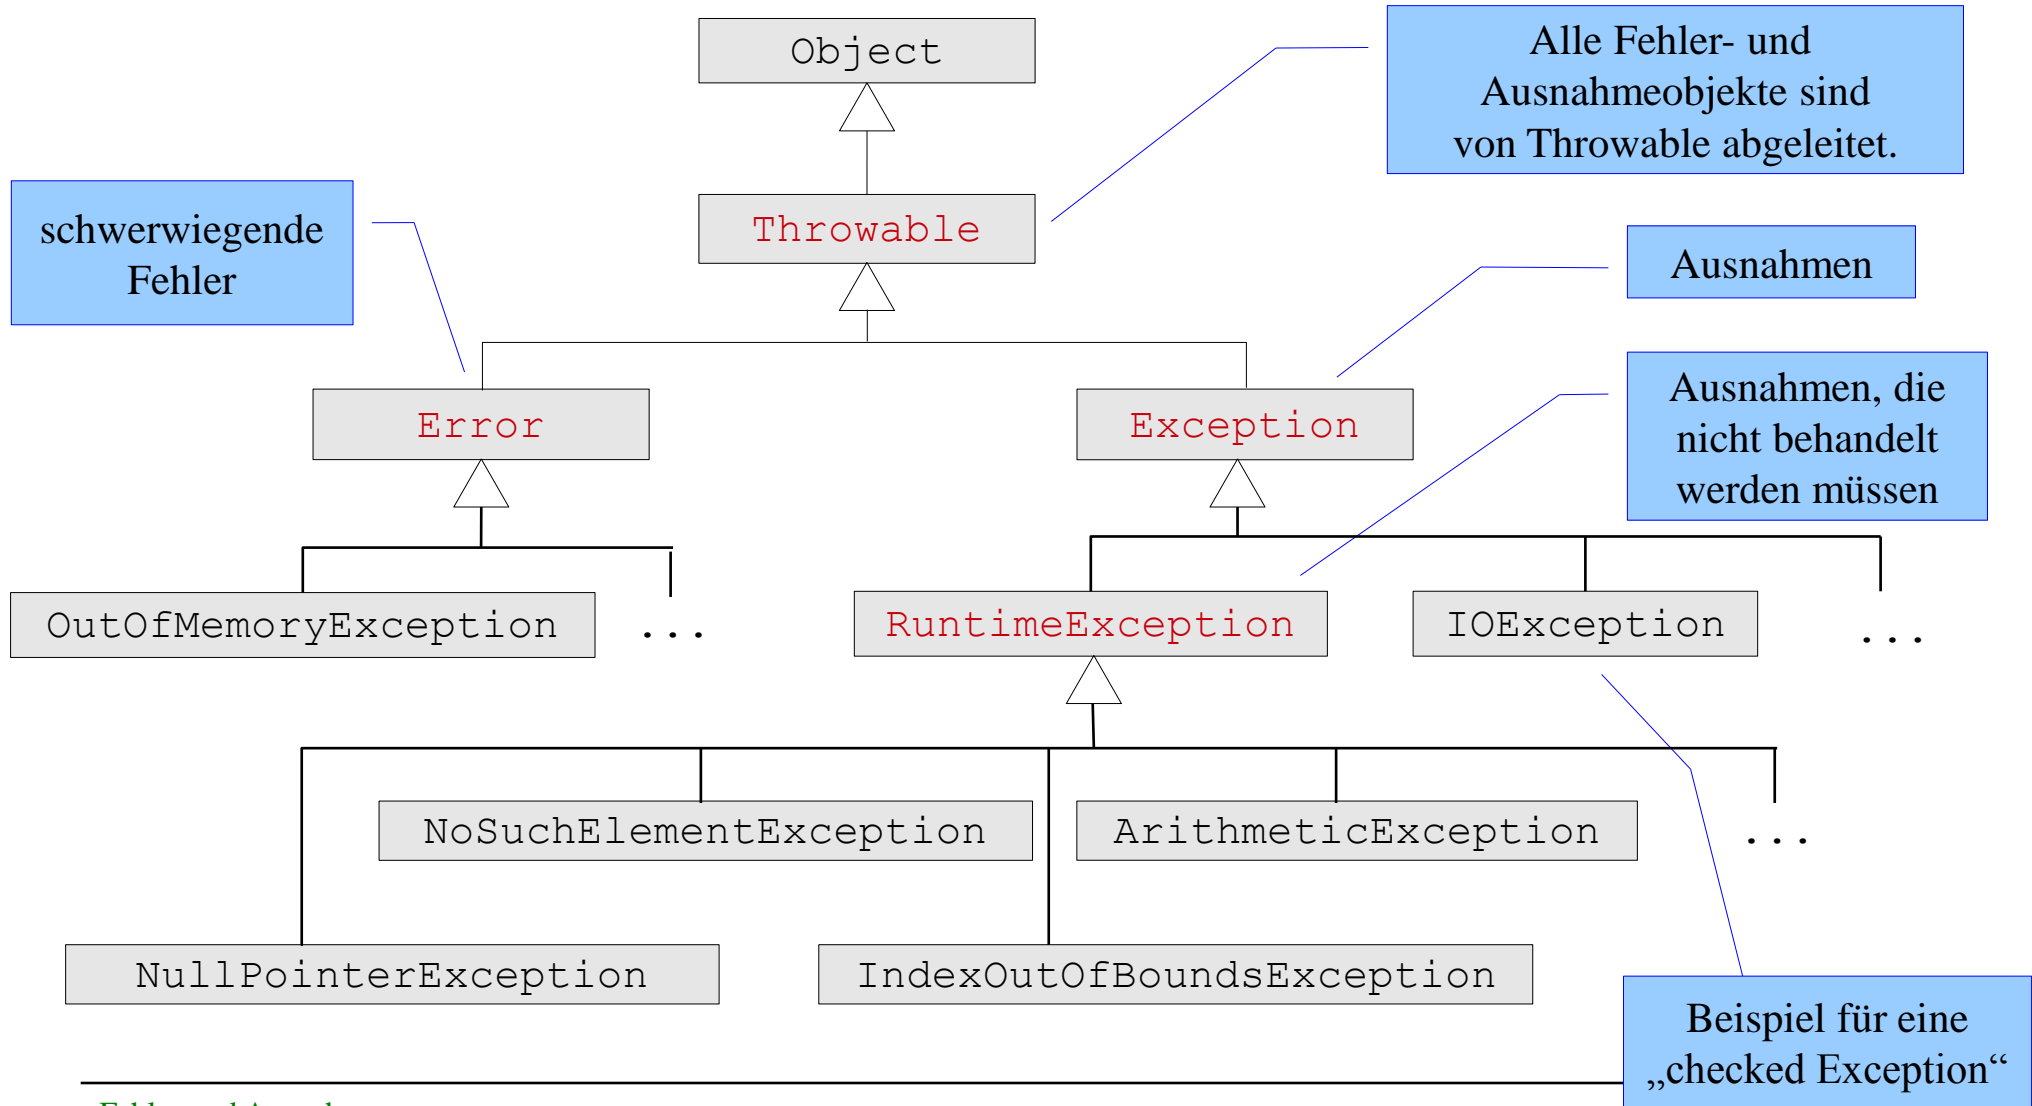 Object
Alle Fehler- und
Ausnahmeobjekte sind
von Throwable abgeleitet.
schwerwiegende
Fehler
Throwable
Ausnahmen
Error
Exception
Ausnahmen, die
nicht behandelt
werden müssen
OutOfMemoryException
...
RuntimeException
IOException
...
NoSuchElementException
ArithmeticException
...
NullPointerException
IndexOutOfBoundsException
Beispiel für eine
„checked Exception“